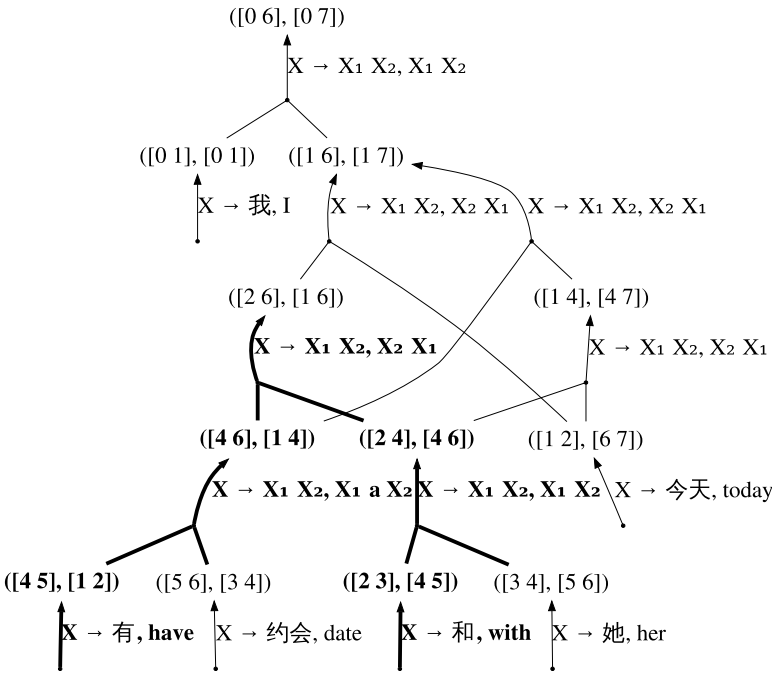 ([0 6], [0 7])
X → X₁ X₂, X₁ X₂
([0 1], [0 1]) ([1 6], [1 7])
X → 我, I X → X₁ X₂, X₂ X₁ X → X₁ X₂, X₂ X₁
([2 6], [1 6]) ([1 4], [4 7])
X → X₁ X₂, X₂ X₁ X → X₁ X₂, X₂ X₁
([4 6], [1 4]) ([2 4], [4 6]) ([1 2], [6 7])
X → X₁ X₂, X₁ a X₂ X → X₁ X₂, X₁ X₂ X → 今天, today
([4 5], [1 2]) ([5 6], [3 4]) ([2 3], [4 5]) ([3 4], [5 6])
X → 有, have X → 约会, date X → 和, with X → 她, her